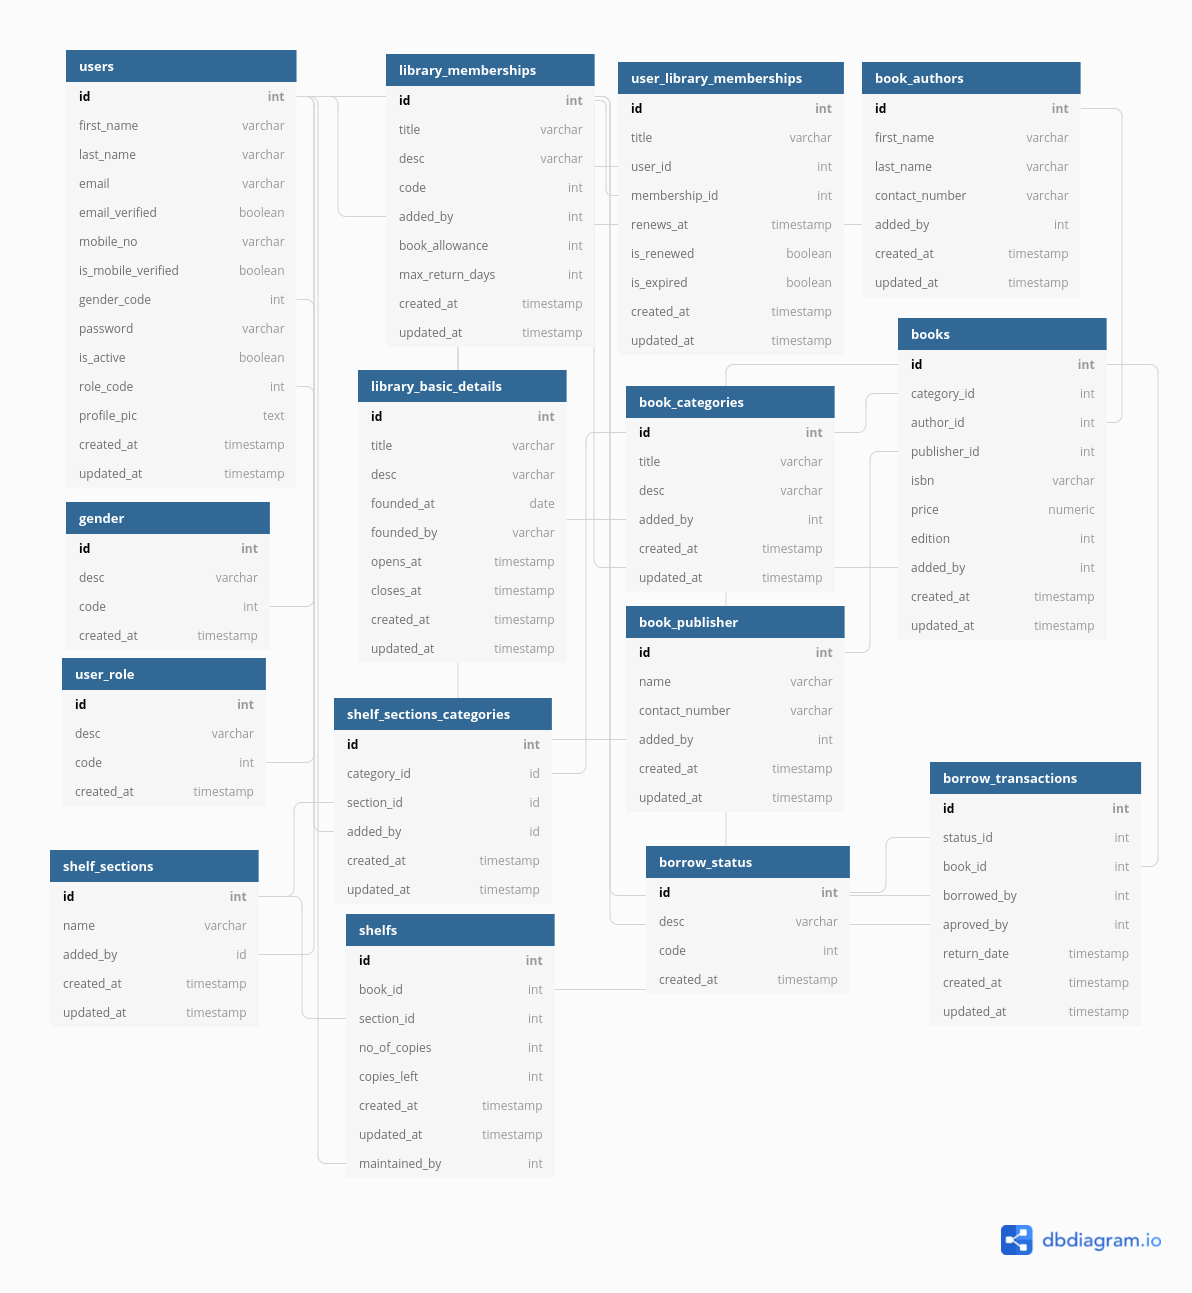 users
id int
first_name varchar
last_name varchar
email varchar
email_verified boolean
mobile_no varchar
is_mobile_verified boolean
gender_code int
password varchar
is_active boolean
role_code int
profile_pic text
created_at timestamp
updated_at timestamp
gender
id int
desc varchar
code int
created_at timestamp
user_role
id int
desc varchar
code int
created_at timestamp
shelf_sections
id int
name varchar
added_by id
created_at timestamp
updated_at timestamp
library_memberships
id int
title varchar
desc varchar
code int
added_by int
book_allowance int
max_return_days int
created_at timestamp
updated_at timestamp
library_basic_details
id int
title varchar
desc varchar
founded_at date
founded_by varchar
opens_at timestamp
closes_at timestamp
created_at timestamp
updated_at timestamp
shelf_sections_categories
id int
category_id id
section_id id
added_by id
created_at timestamp
updated_at timestamp
shelfs
id int
book_id int
section_id int
no_of_copies int
copies_left int
created_at timestamp
updated_at timestamp
maintained_by int
user_library_memberships
id int
title varchar
user_id int
membership_id int
renews_at timestamp
is_renewed boolean
is_expired boolean
created_at timestamp
updated_at timestamp
book_categories
id int
title varchar
desc varchar
added_by int
created_at timestamp
updated_at timestamp
book_publisher
id int
name varchar
contact_number varchar
added_by int
created_at timestamp
updated_at timestamp
borrow_status
id int
desc varchar
code int
created_at timestamp
book_authors
id int
first_name varchar
last_name varchar
contact_number varchar
added_by int
created_at timestamp
updated_at timestamp
books
id int
category_id int
author_id int
publisher_id int
isbn varchar
price numeric
edition int
added_by int
created_at timestamp
updated_at timestamp
borrow_transactions
id int
status_id int
book_id int
borrowed_by int
aproved_by int
return_date timestamp
created_at timestamp
updated_at timestamp
dbdiagram.io